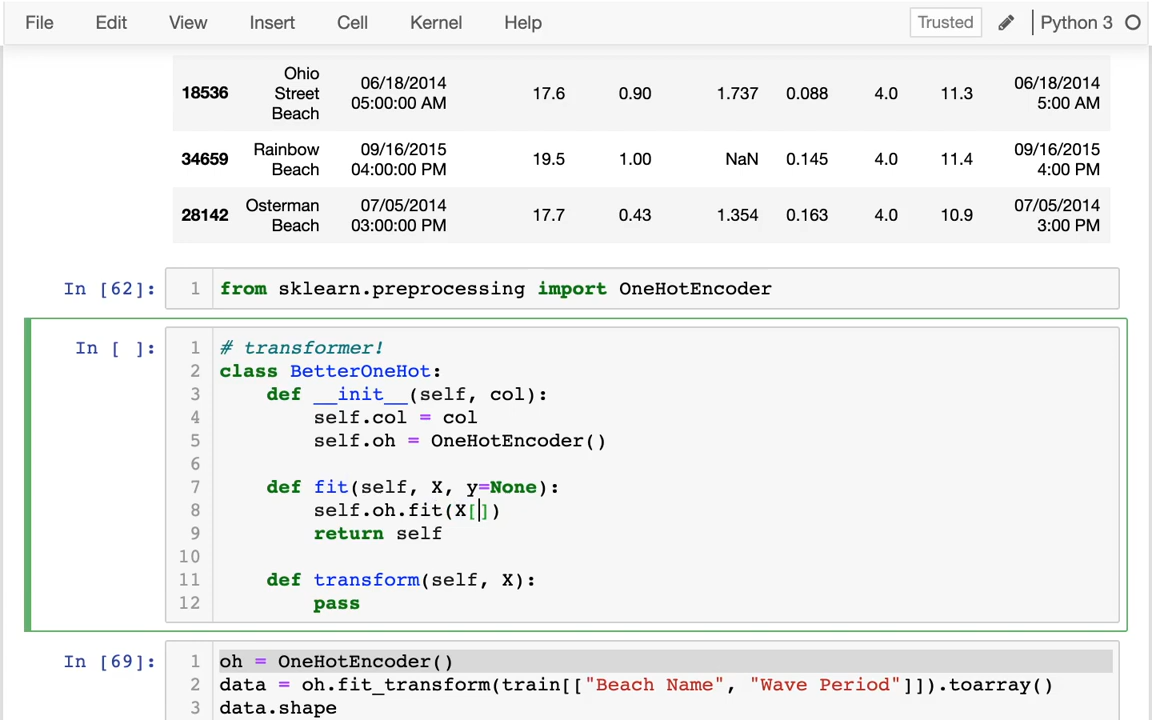 File Edit View Insert Cell Kernel Help Trusted Python 3
18536 Ohio Street Beach 06/18/2014 05:00:00 AM 17.6 0.90 1.737 0.088 4.0 11.3 06/18/2014 5:00 AM
34659 Rainbow Beach 09/16/2015 04:00:00 PM 19.5 1.00 NaN 0.145 4.0 11.4 09/16/2015 4:00 PM
28142 Osterman Beach 07/05/2014 03:00:00 PM 17.7 0.43 1.354 0.163 4.0 10.9 07/05/2014 3:00 PM
In [62]: 1 from sklearn.preprocessing import OneHotEncoder
In [ ]: 1 # transformer!
2 class BetterOneHot:
3 def __init__(self, col):
4 self.col = col
5 self.oh = OneHotEncoder()
6
7 def fit(self, X, y=None):
8 self.oh.fit(X[])
9 return self
10
11 def transform(self, X):
12 pass
In [69]: 1 oh = OneHotEncoder()
2 data = oh.fit_transform(train[["Beach Name", "Wave Period"]]).toarray()
3 data.shape